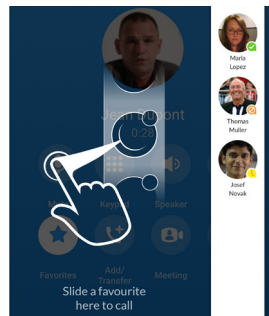 Jean Dupont
0:28
Keypad
Speaker
Favorites
Add/
Transfer
Meeting
Slide a favourite
here to call
Maria
Lopez
Thomas
Muller
Josef
Novak